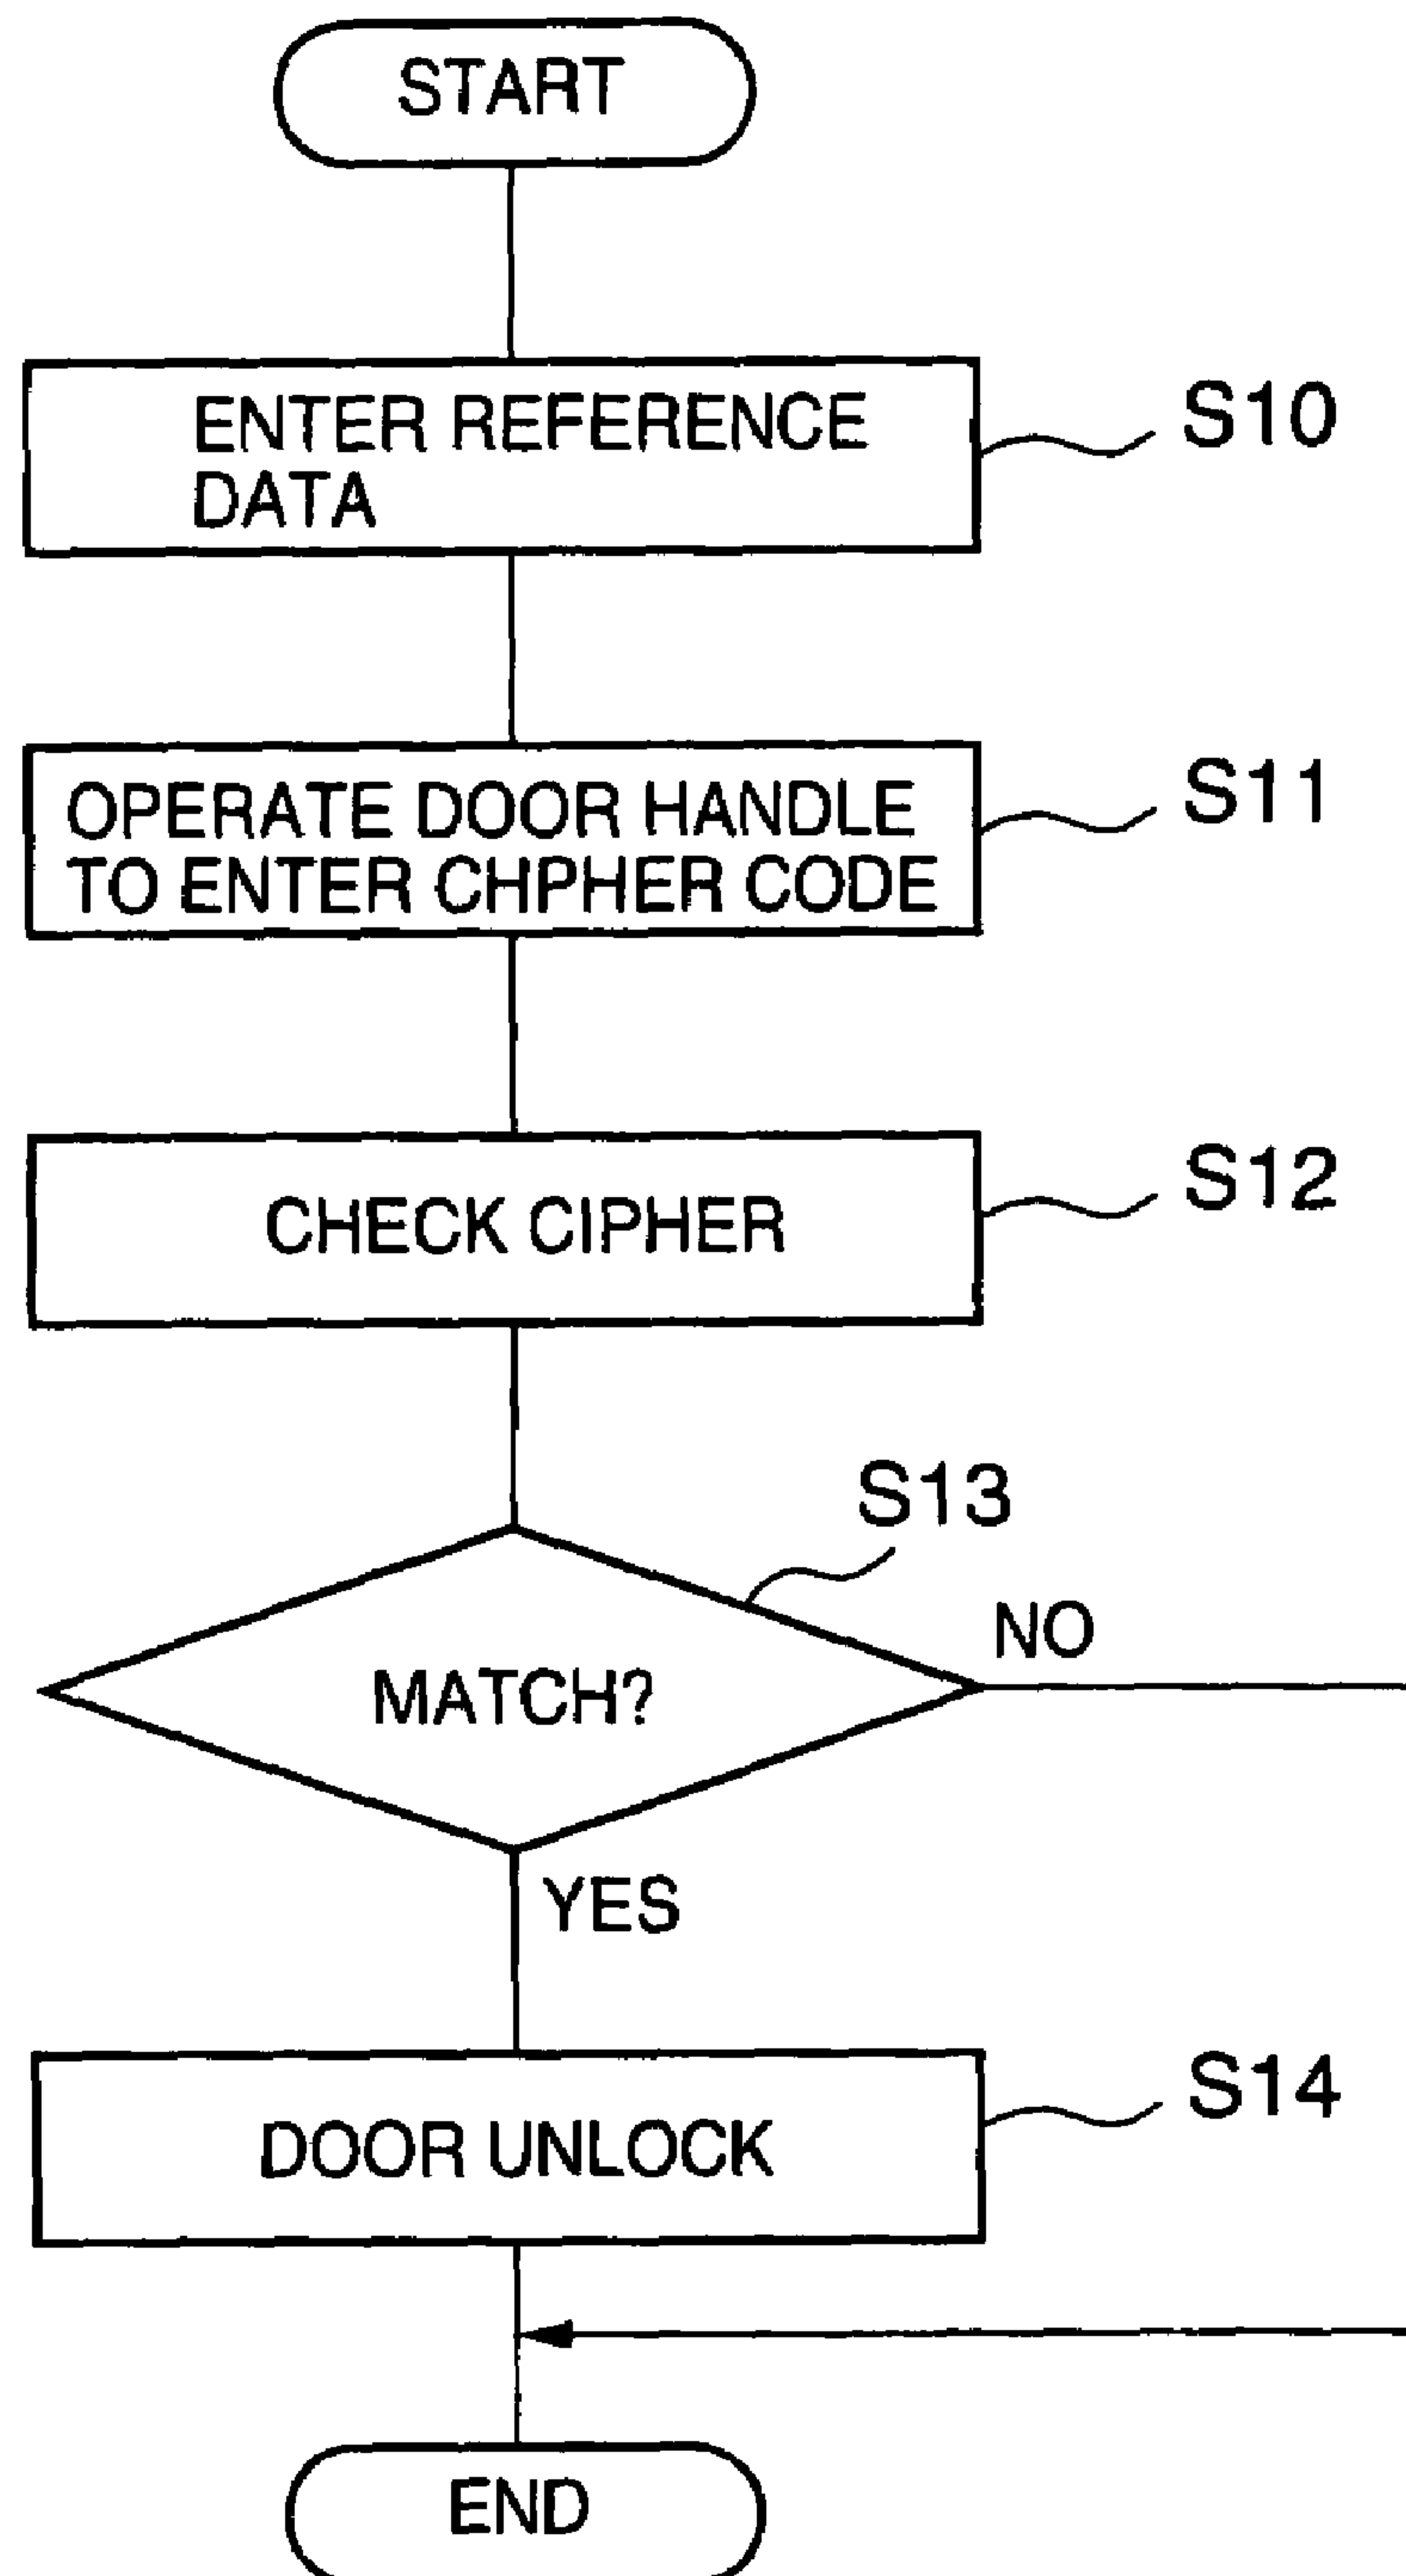 START
ENTER REFERENCE
DATA
S10
OPERATE DOOR HANDLE
TO ENTER CHPHER CODE
S11
CHECK CIPHER
S12
S13
MATCH?
NO
YES
DOOR UNLOCK
S14
END